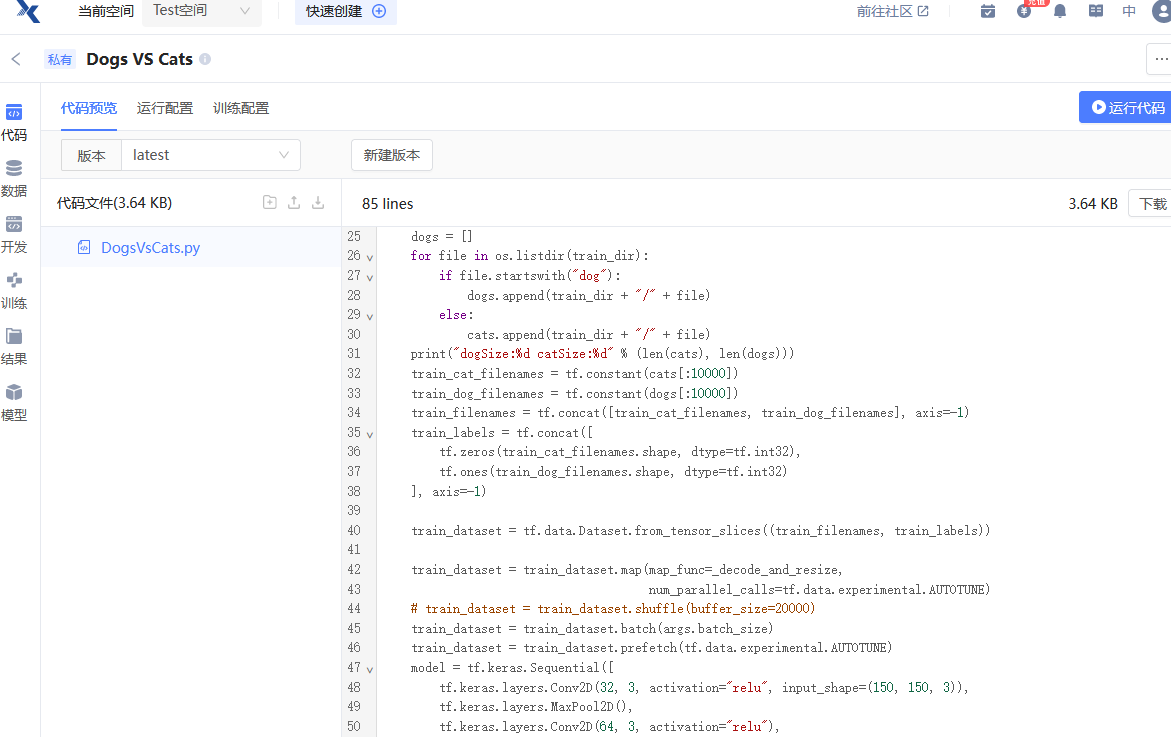 当前空间 Test空间 快速创建 前往社区 充值 中
私有 Dogs VS Cats
代码预览 运行配置 训练配置 运行代码
代码
数据
开发
训练
结果
模型
版本 latest 新建版本
代码文件(3.64 KB)
DogsVsCats.py
85 lines 3.64 KB 下载
25 dogs = []
26 for file in os.listdir(train_dir):
27 if file.startswith("dog"):
28 dogs.append(train_dir + "/" + file)
29 else:
30 cats.append(train_dir + "/" + file)
31 print("dogSize:%d catSize:%d" % (len(cats), len(dogs)))
32 train_cat_filenames = tf.constant(cats[:10000])
33 train_dog_filenames = tf.constant(dogs[:10000])
34 train_filenames = tf.concat([train_cat_filenames, train_dog_filenames], axis=-1)
35 train_labels = tf.concat([
36 tf.zeros(train_cat_filenames.shape, dtype=tf.int32),
37 tf.ones(train_dog_filenames.shape, dtype=tf.int32)
38 ], axis=-1)
39
40 train_dataset = tf.data.Dataset.from_tensor_slices((train_filenames, train_labels))
41
42 train_dataset = train_dataset.map(map_func=_decode_and_resize,
43 num_parallel_calls=tf.data.experimental.AUTOTUNE)
44 # train_dataset = train_dataset.shuffle(buffer_size=20000)
45 train_dataset = train_dataset.batch(args.batch_size)
46 train_dataset = train_dataset.prefetch(tf.data.experimental.AUTOTUNE)
47 model = tf.keras.Sequential([
48 tf.keras.layers.Conv2D(32, 3, activation="relu", input_shape=(150, 150, 3)),
49 tf.keras.layers.MaxPool2D(),
50 tf.keras.layers.Conv2D(64, 3, activation="relu"),